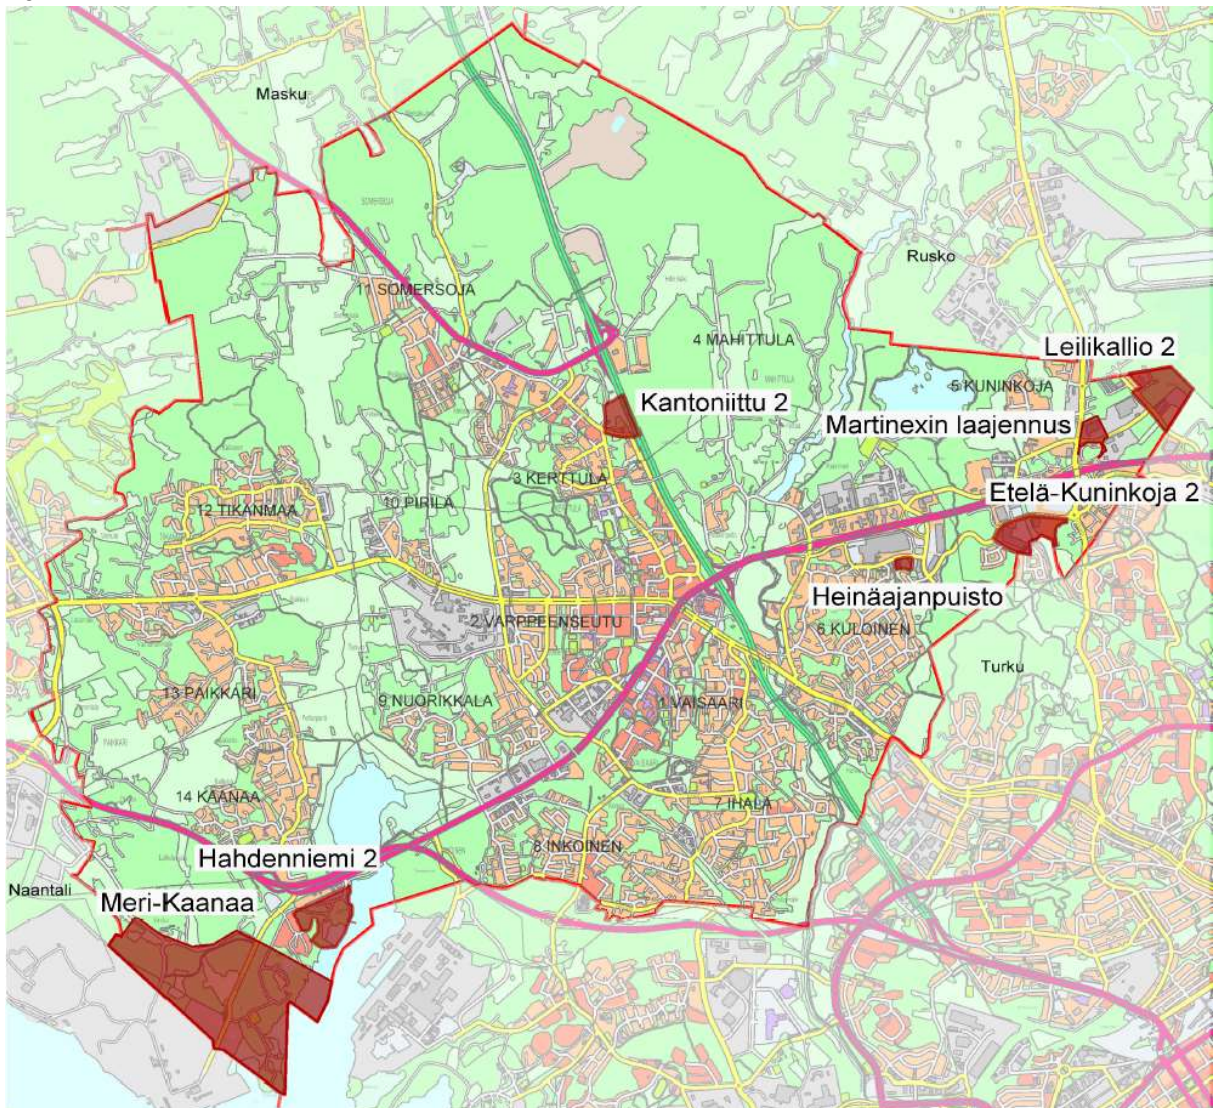 Masku
Rusko
11 SOMERSOJA
4 MAHITTULA
Leilikallio 2
5 KUNINKOJA
Kantoniittu 2
Martinexin laajennus
3 KERTTULA
Etelä-Kuninkoja 2
12 TIKANMAA
10 PIRILÄ
Heinäajanpuisto
2 VARPPEENSEUTU
6 KULOINEN
Turku
13 PAIKKARI
9 NUORIKKALA
1 VAISAARI
14 KAANAA
7 IHALA
8 INKOINEN
Hahdenniemi 2
Naantali
Meri-Kaanaa